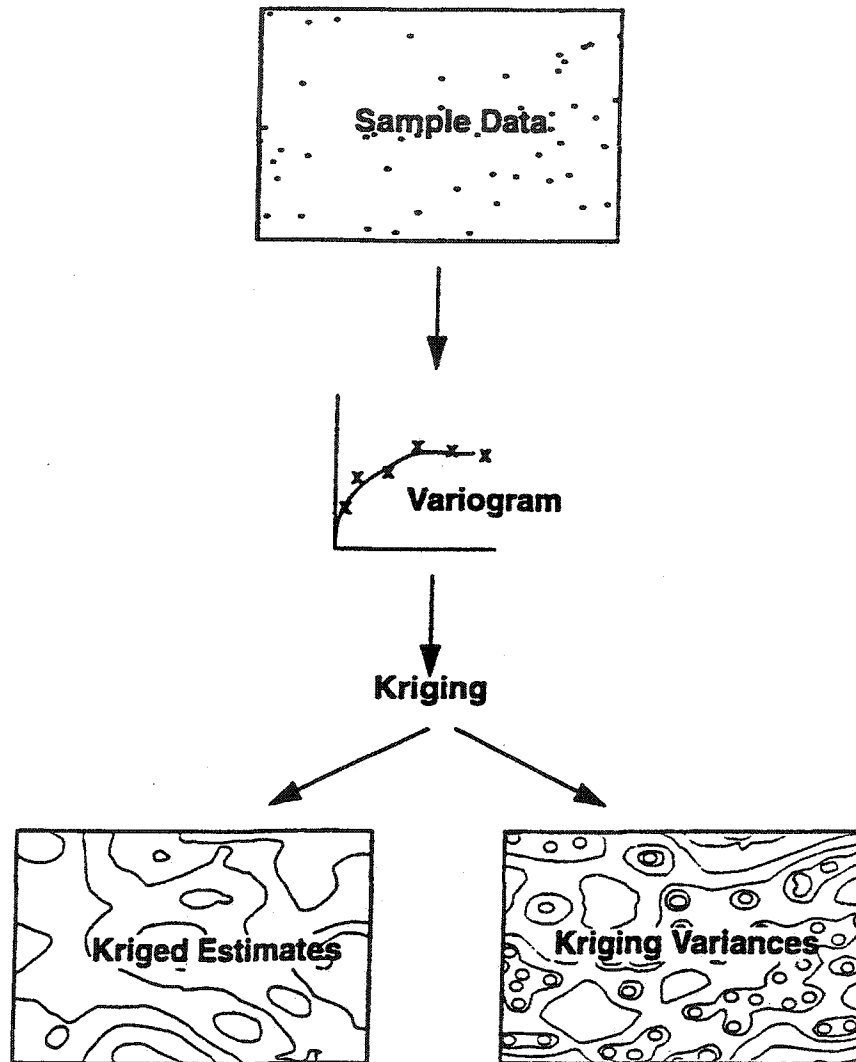 Sample Data
Variogram
Kriging
Kriged Estimates
Kriging Variances